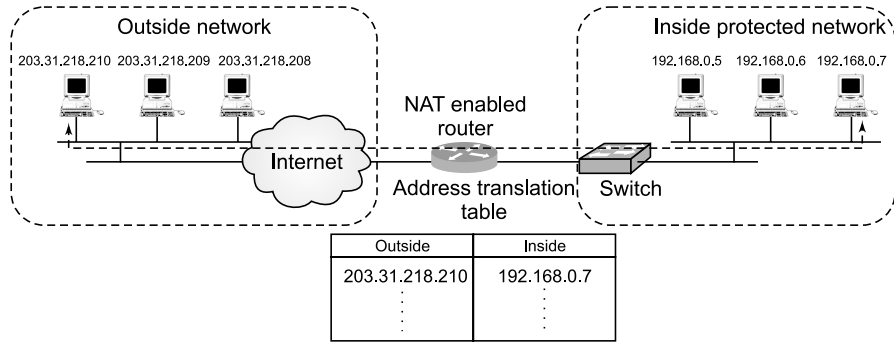 Outside network
Inside protected network
203.31.218.210 203.31.218.209 203.31.218.208
192.168.0.5 192.168.0.6 192.168.0.7
NAT enabled
router
Internet
Address translation
table
Switch
Outside Inside
203.31.218.210 192.168.0.7